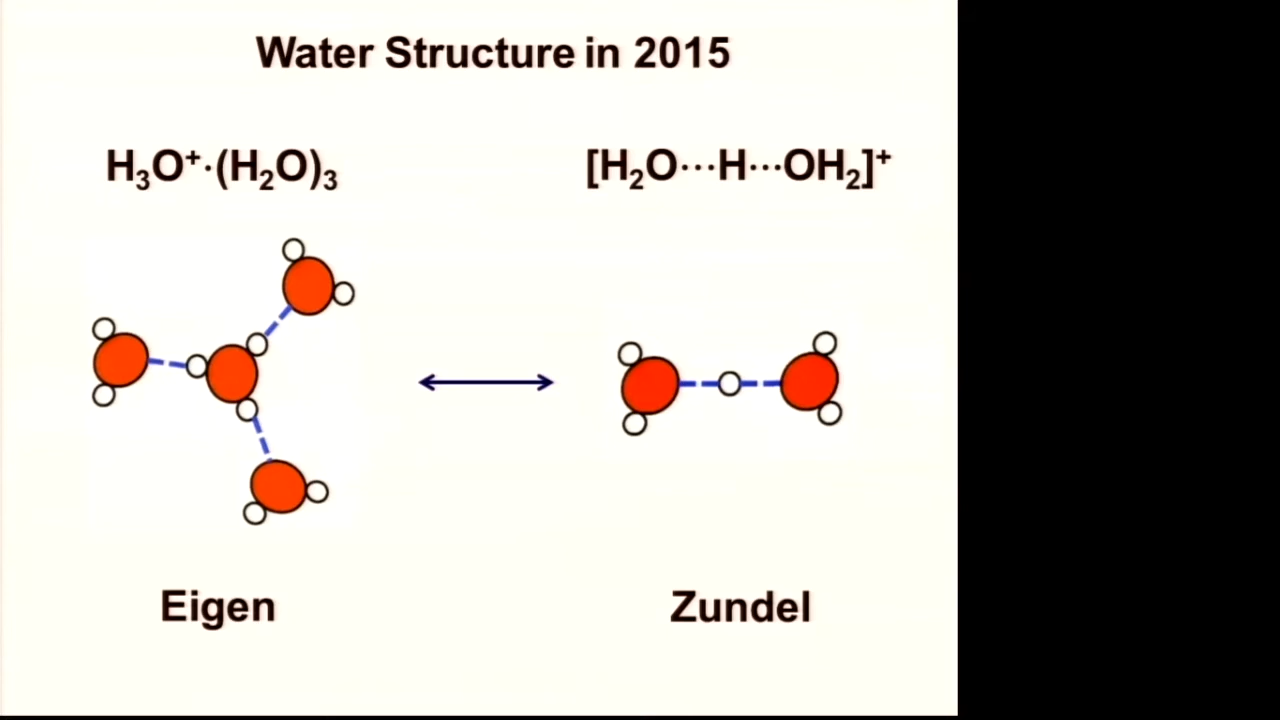 Water Structure in 2015
H₃O⁺·(H₂O)₃
[H₂O···H···OH₂]⁺
Eigen
Zundel